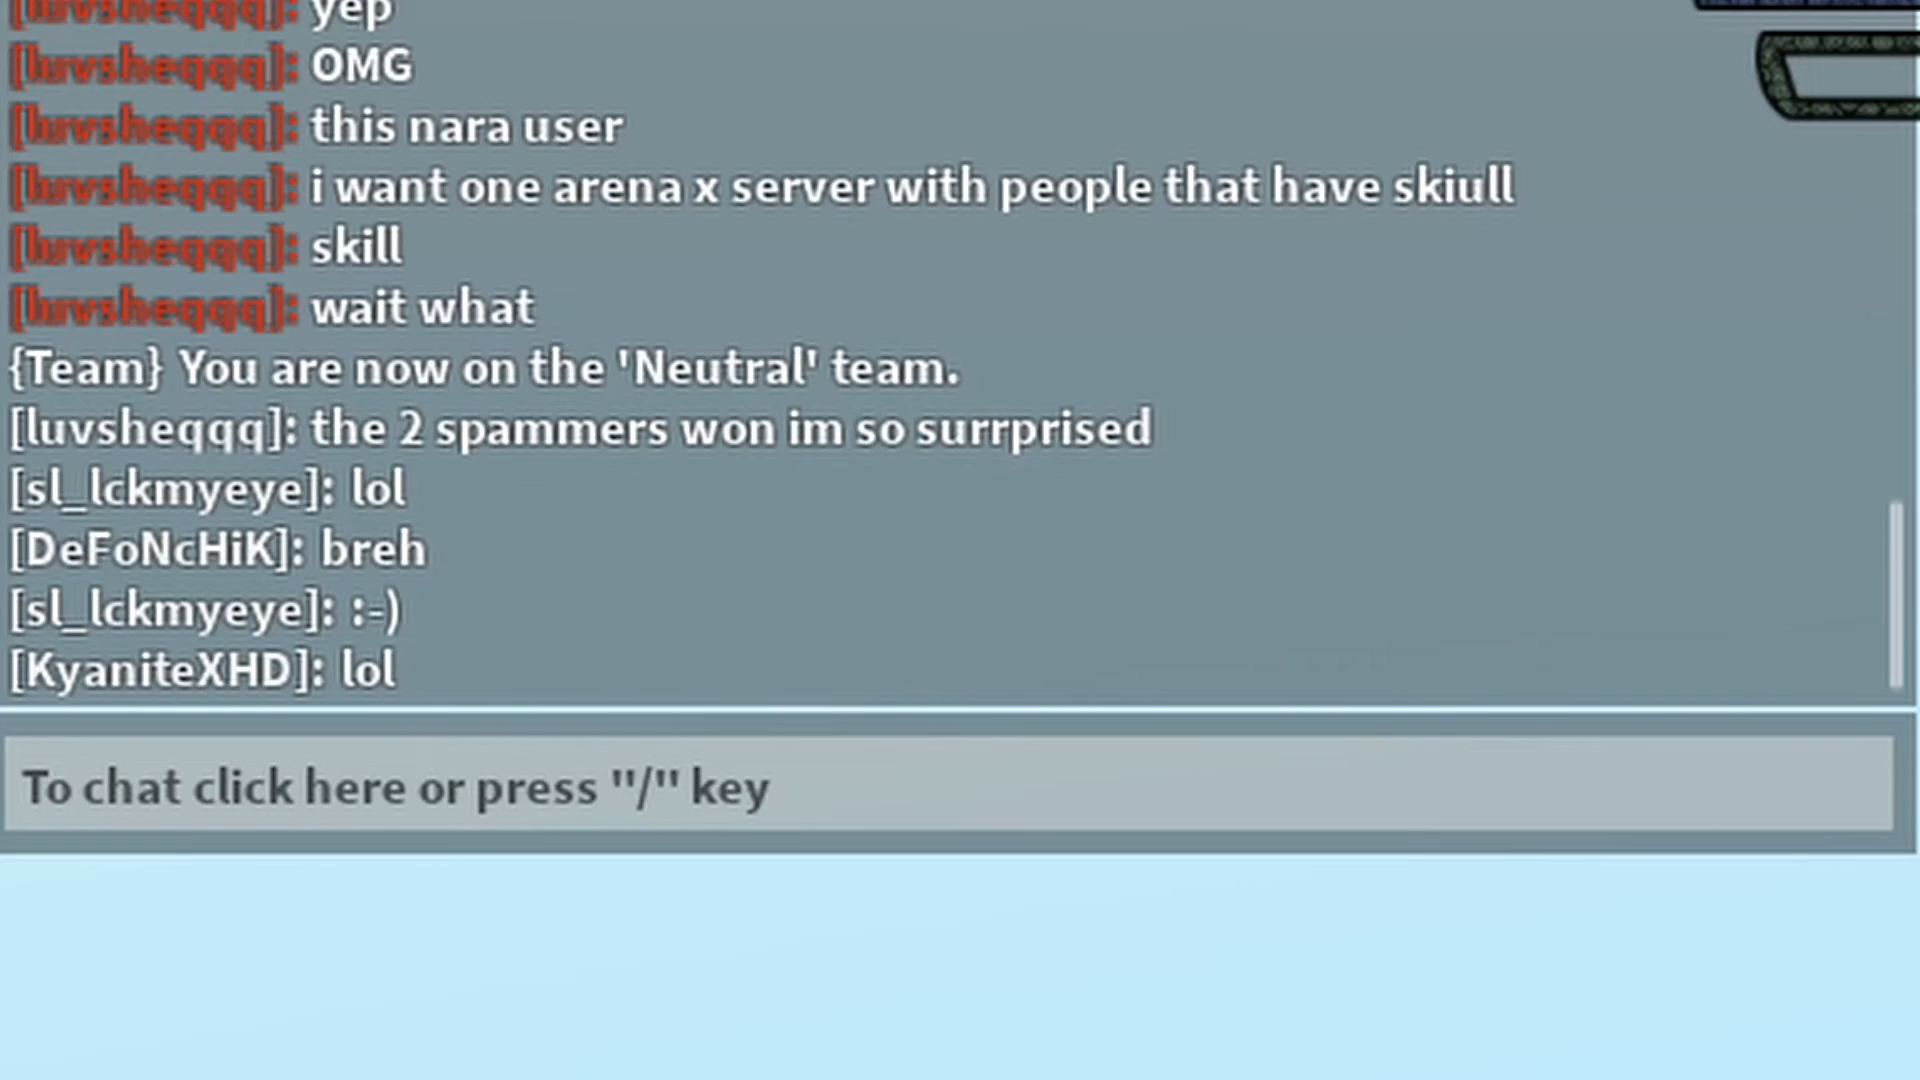 [luvsheqqq]: yep
[luvsheqqq]: OMG
[luvsheqqq]: this nara user
[luvsheqqq]: i want one arena x server with people that have skiull
[luvsheqqq]: skill
[luvsheqqq]: wait what
{Team} You are now on the 'Neutral' team.
[luvsheqqq]: the 2 spammers won im so surrprised
[sl_lckmyeye]: lol
[DeFoNcHiK]: breh
[sl_lckmyeye]: :-)
[KyaniteXHD]: lol
To chat click here or press "/" key